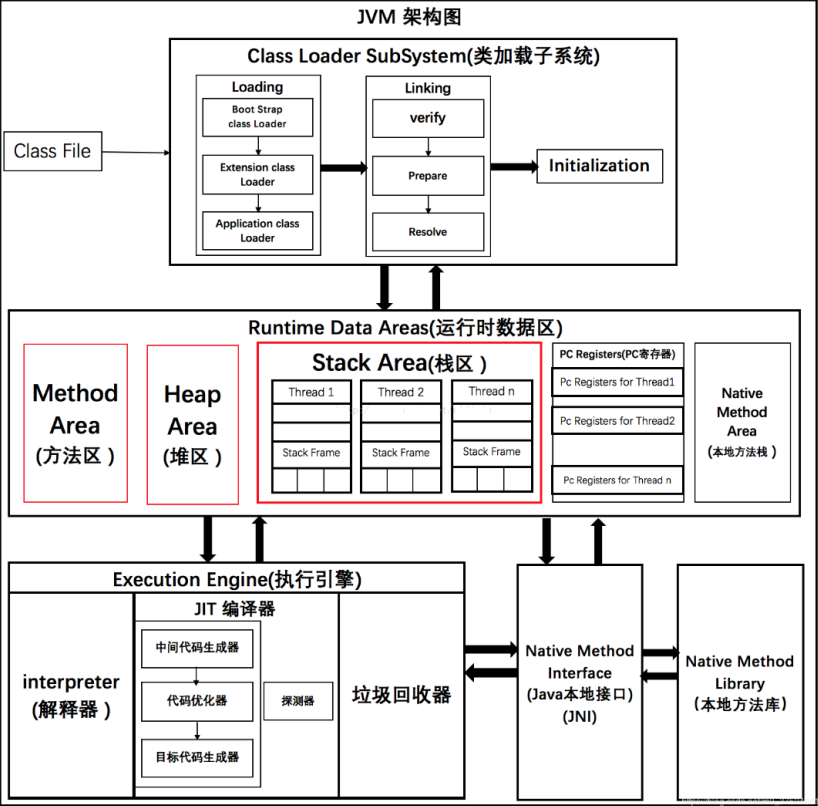 JVM 架构图
Class Loader SubSystem(类加载子系统)
Loading
Boot Strap
class Loader
Extension class
Loader
Application class
Loader
Linking
verify
Prepare
Resolve
Initialization
Class File
Runtime Data Areas(运行时数据区)
Method
Area
(方法区 )
Heap
Area
(堆区 )
Stack Area(栈区 )
Thread 1
Stack Frame
Thread 2
Stack Frame
Thread n
Stack Frame
PC Registers(PC寄存器)
Pc Registers for Thread1
Pc Registers for Thread2
Pc Registers for Thread n
Native
Method
Area
(本地方法栈 )
Execution Engine(执行引擎)
interpreter
(解释器 )
JIT 编译器
中间代码生成器
代码优化器
目标代码生成器
探测器
垃圾回收器
Native Method
Interface
(Java本地接口)
(JNI)
Native Method
Library
(本地方法库)